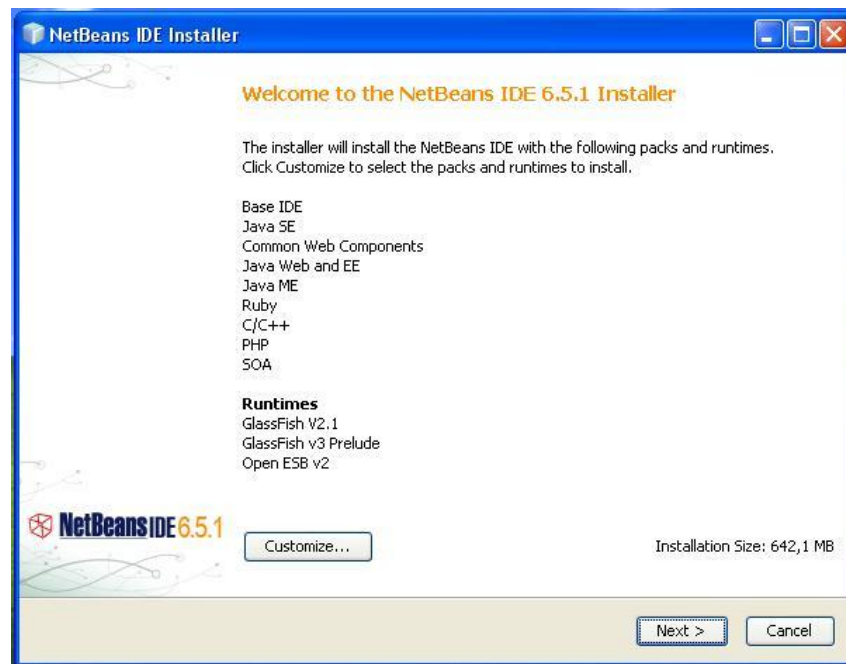 NetBeans IDE Installer
Welcome to the NetBeans IDE 6.5.1 Installer
The installer will install the NetBeans IDE with the following packs and runtimes.
Click Customize to select the packs and runtimes to install.
Base IDE
Java SE
Common Web Components
Java Web and EE
Java ME
Ruby
C/C++
PHP
SOA
Runtimes
GlassFish V2.1
GlassFish v3 Prelude
Open ESB v2
NetBeans IDE 6.5.1
Customize...
Installation Size: 642,1 MB
Next >
Cancel